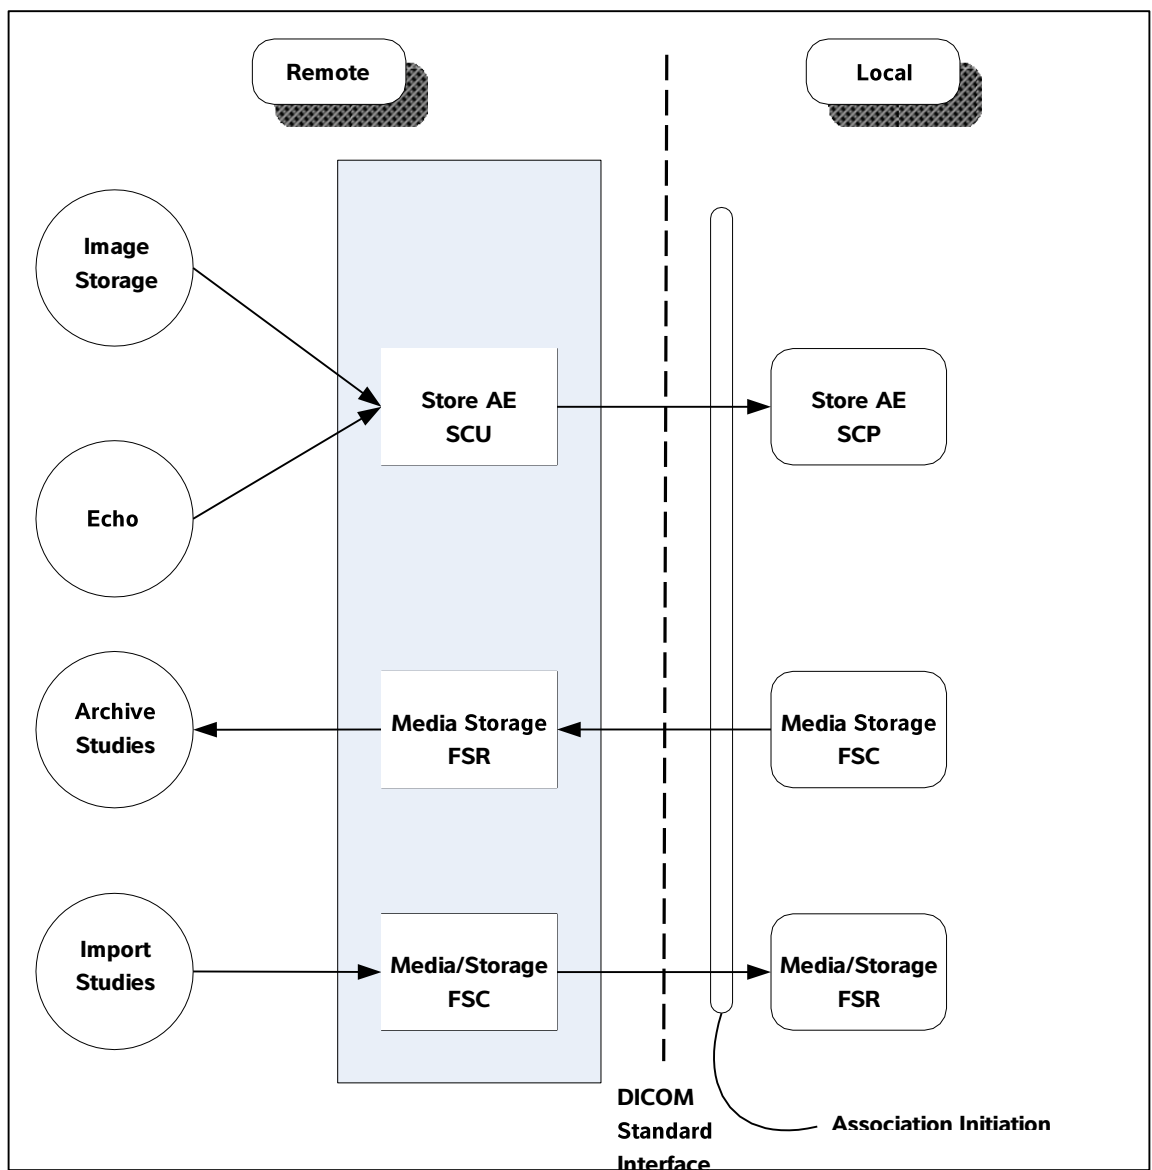 Remote
Local
Image
Storage
Store AE
SCU
Store AE
SCP
Echo
Archive
Studies
Media Storage
FSR
Media Storage
FSC
Import
Studies
Media/Storage
FSC
Media/Storage
FSR
DICOM
Standard
Interface
Association Initiation